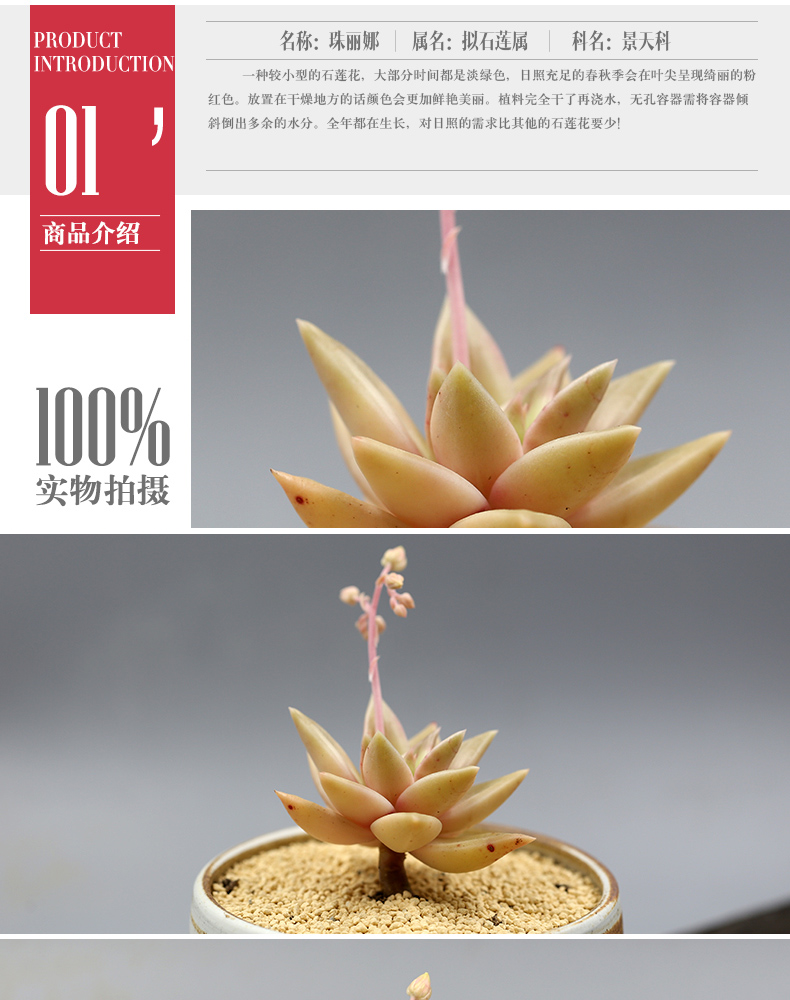 PRODUCT
INTRODUCTION
01 ’
商品介绍
名称：珠丽娜 属名：拟石莲属 科名：景天科
一种较小型的石莲花，大部分时间都是淡绿色，日照充足的春秋季会在叶尖呈现绮丽的粉
红色。放置在干燥地方的话颜色会更加鲜艳美丽。植料完全干了再浇水，无孔容器需将容器倾
斜倒出多余的水分。全年都在生长，对日照的需求比其他的石莲花要少!
100%
实物拍摄